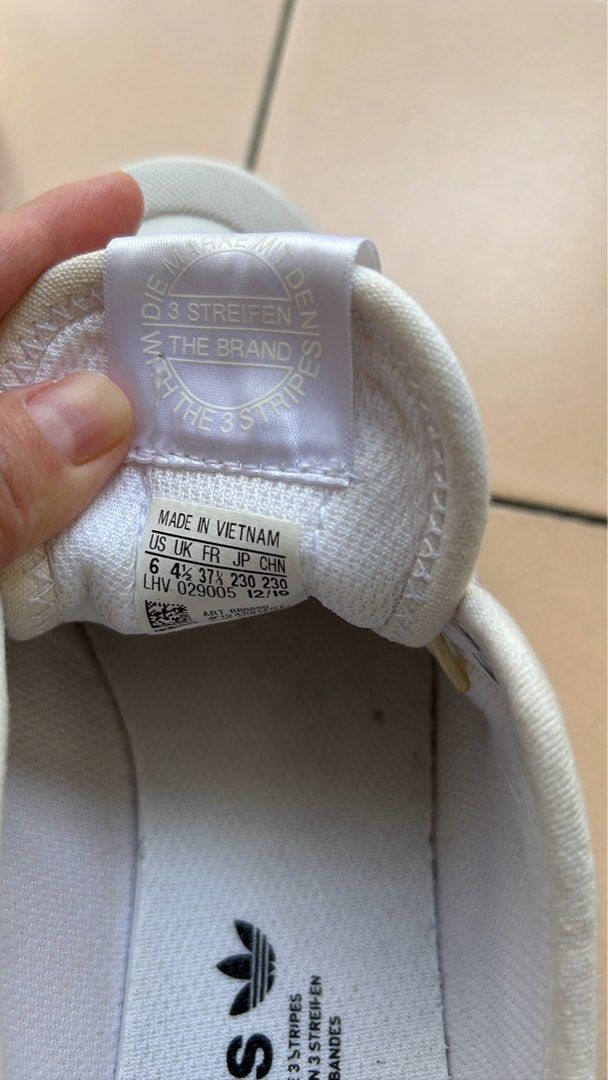 DIE MARKE MIT DEN
3 STREIFEN
THE BRAND
WITH THE 3 STRIPES
MADE IN VIETNAM
US UK FR JP CHN
6 4½ 37⅓ 230 230
LHV 029005 12/19
ART
3 STRIPES
3 STREIFEN
BANDES